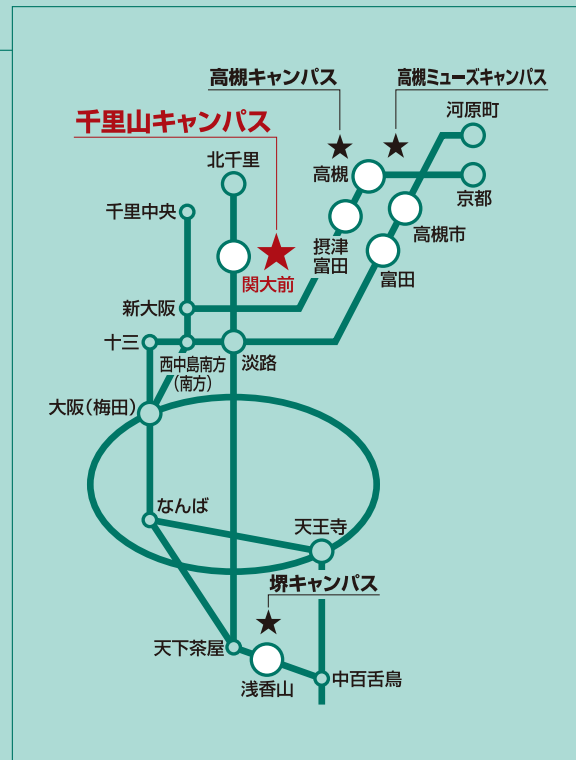 高槻キャンパス
高槻ミューズキャンパス
千里山キャンパス
河原町
北千里
高槻
京都
千里中央
高槻市
摂津
富田
富田
関大前
新大阪
十三
西中島南方
(南方)
淡路
大阪(梅田)
なんば
天王寺
堺キャンパス
天下茶屋
浅香山
中百舌鳥